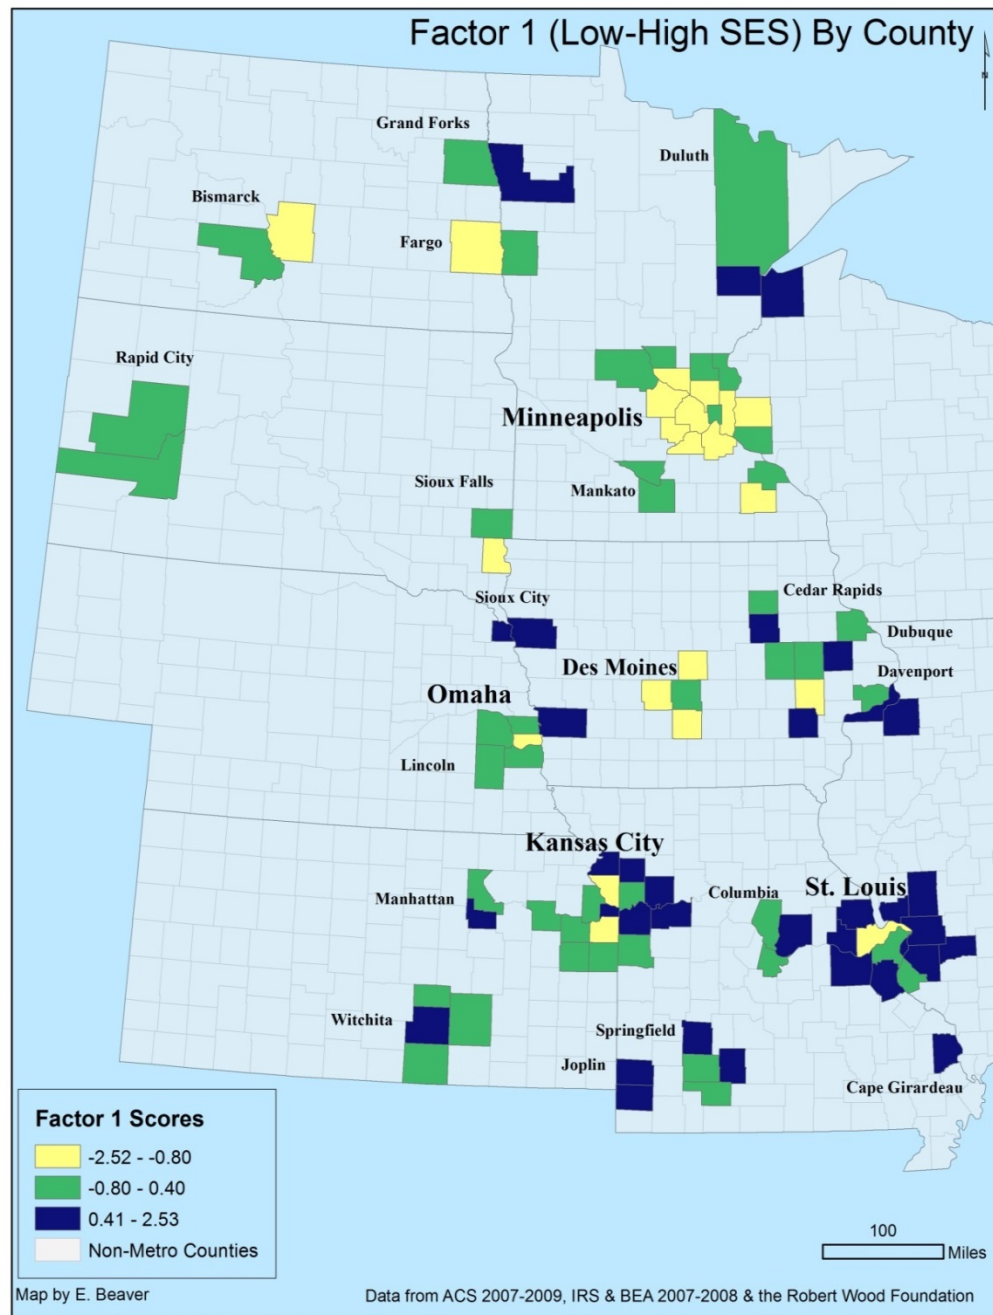 Factor 1 (Low-High SES) By County
N
Grand Forks
Duluth
Bismarck
Fargo
Rapid City
Minneapolis
Sioux Falls
Mankato
Sioux City
Cedar Rapids
Dubuque
Des Moines
Davenport
Omaha
Lincoln
Kansas City
Manhattan
Columbia
St. Louis
Witchita
Springfield
Joplin
Cape Girardeau
Factor 1 Scores
-2.52 - -0.80
-0.80 - 0.40
0.41 - 2.53
Non-Metro Counties
100
Miles
Map by E. Beaver
Data from ACS 2007-2009, IRS & BEA 2007-2008 & the Robert Wood Foundation